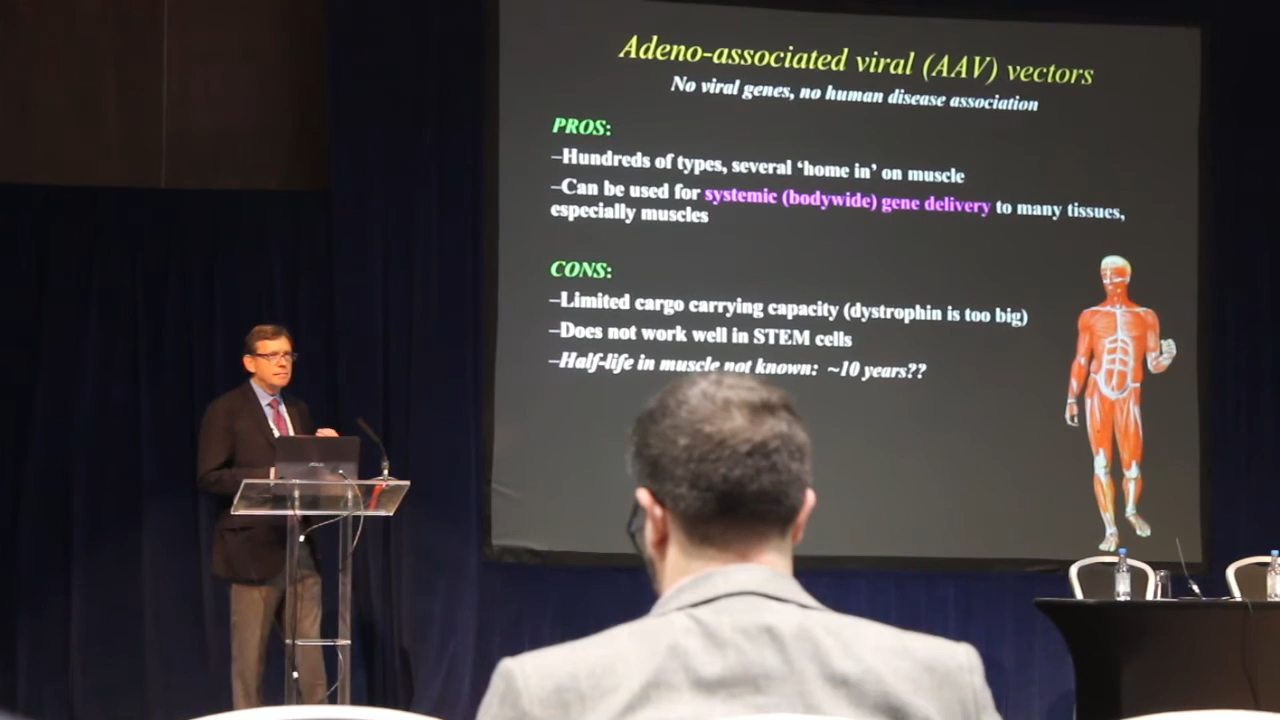 Adeno-associated viral (AAV) vectors
No viral genes, no human disease association
PROS:
–Hundreds of types, several ‘home in’ on muscle
–Can be used for systemic (bodywide) gene delivery to many tissues,
especially muscles
CONS:
–Limited cargo carrying capacity (dystrophin is too big)
–Does not work well in STEM cells
–Half-life in muscle not known: ~10 years??